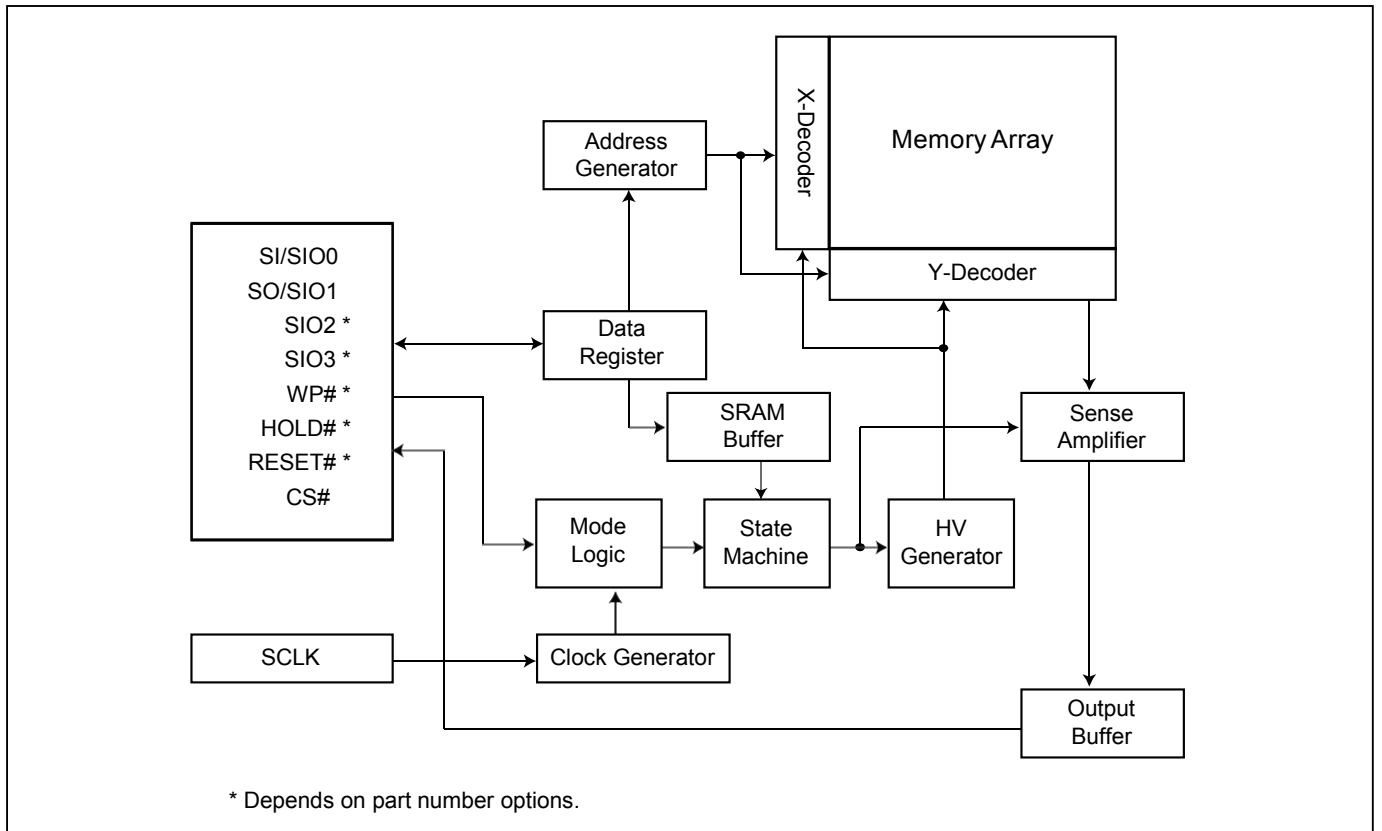 X-Decoder
Memory Array
Address
Generator
SI/SIO0
SO/SIO1
SIO2 *
SIO3 *
WP# *
HOLD# *
RESET# *
CS#
Y-Decoder
Data
Register
SRAM
Buffer
Sense
Amplifier
Mode
Logic
State
Machine
HV
Generator
SCLK
Clock Generator
Output
Buffer
* Depends on part number options.